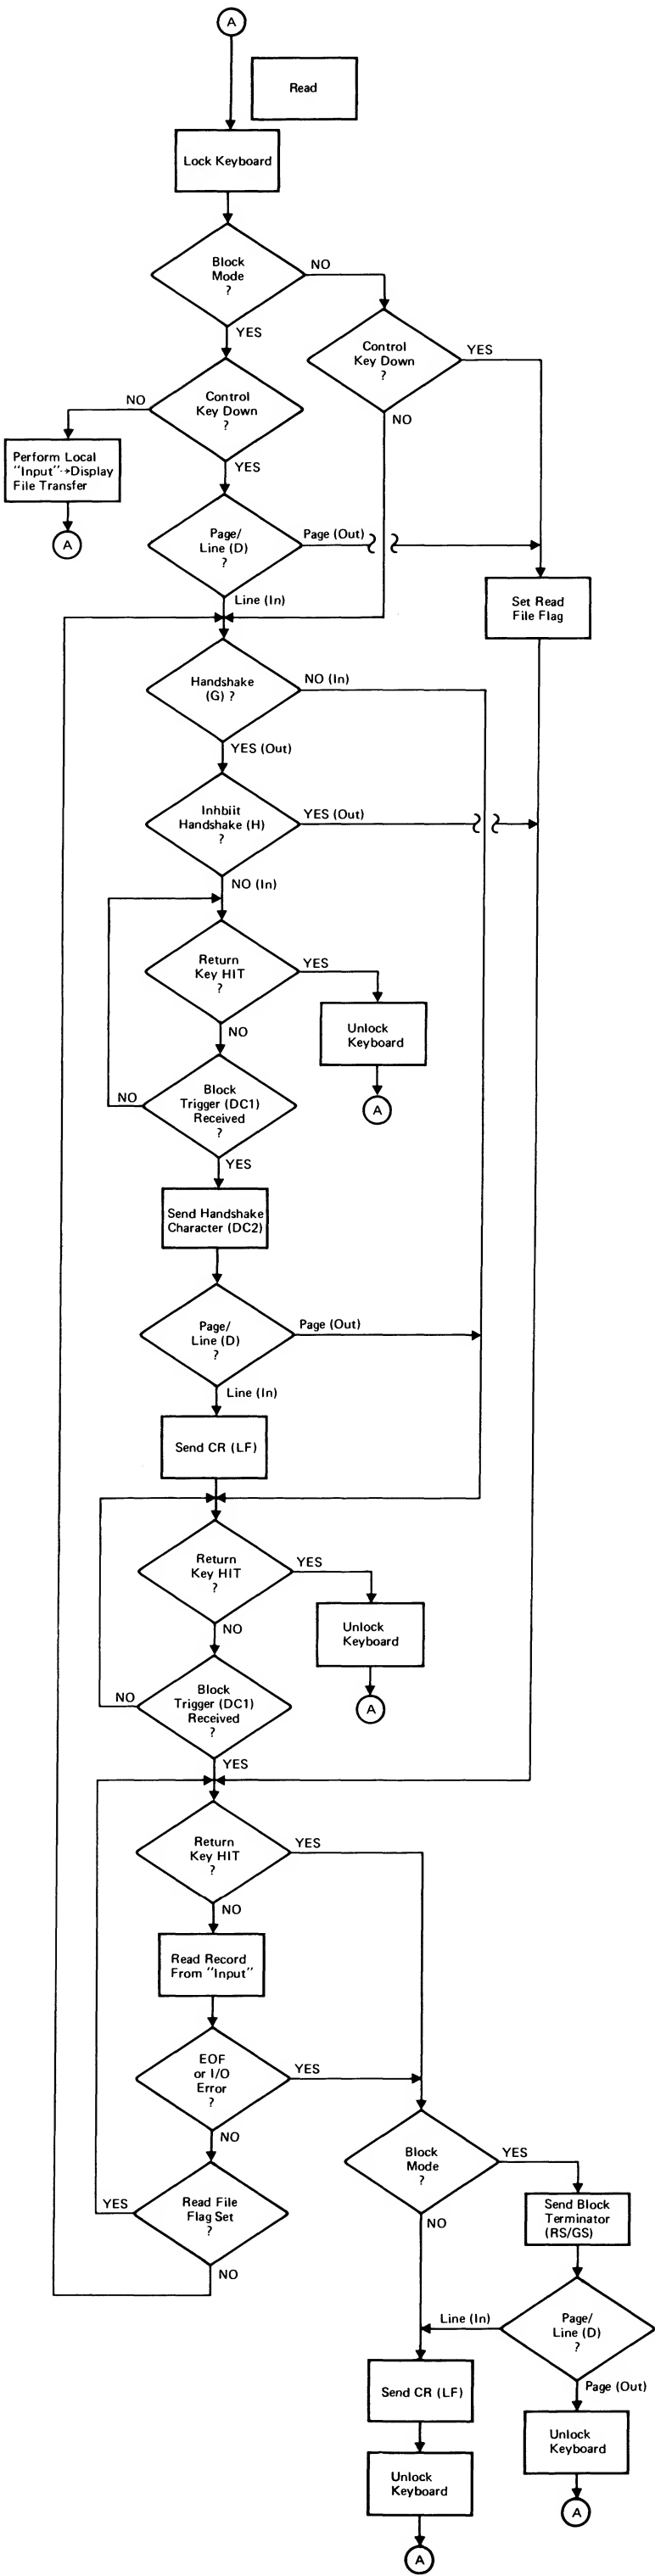 A
Read
Lock Keyboard
Block
Mode
?
NO
YES
Control
Key Down
?
YES
NO
Control
Key Down
?
NO
YES
Perform Local
"Input"→Display
File Transfer
A
Page/
Line (D)
?
Page (Out)
Line (In)
Set Read
File Flag
Handshake
(G) ?
NO (In)
YES (Out)
Inhbiit
Handshake (H)
?
YES (Out)
NO (In)
Return
Key HIT
?
YES
NO
Unlock
Keyboard
A
Block
Trigger (DC1)
Received
?
NO
YES
Send Handshake
Character (DC2)
Page/
Line (D)
?
Page (Out)
Line (In)
Send CR (LF)
Return
Key HIT
?
YES
NO
Unlock
Keyboard
A
Block
Trigger (DC1)
Received
?
NO
YES
Return
Key HIT
?
YES
NO
Read Record
From "Input"
EOF
or I/O
Error
?
YES
NO
Block
Mode
?
YES
NO
Read File
Flag Set
?
YES
NO
Send Block
Terminator
(RS/GS)
Page/
Line (D)
?
Line (In)
Page (Out)
Send CR (LF)
Unlock
Keyboard
A
Unlock
Keyboard
A